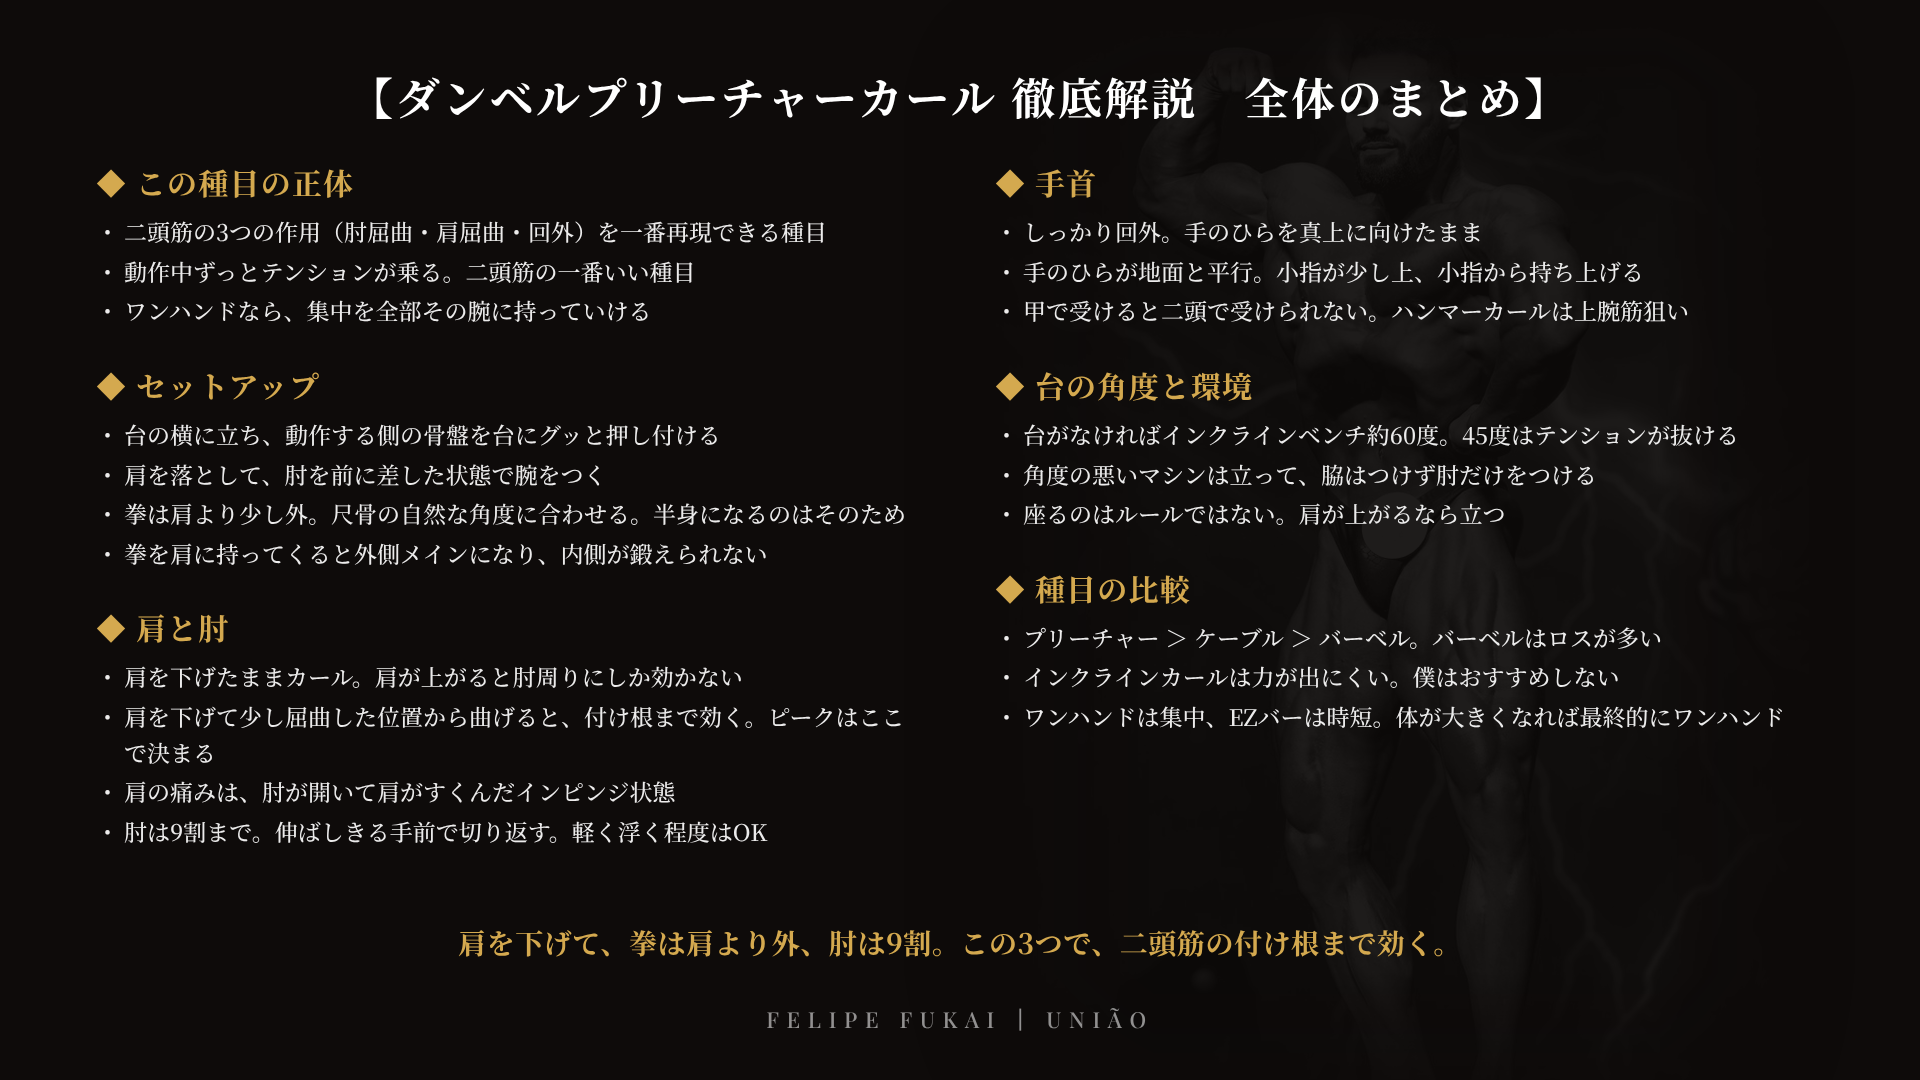 【ダンベルプリーチャーカール 徹底解説　全体のまとめ】
◆ この種目の正体
・ 二頭筋の3つの作用（肘屈曲・肩屈曲・回外）を一番再現できる種目
・ 動作中ずっとテンションが乗る。二頭筋の一番いい種目
・ ワンハンドなら、集中を全部その腕に持っていける
◆ セットアップ
・ 台の横に立ち、動作する側の骨盤を台にグッと押し付ける
・ 肩を落として、肘を前に差した状態で腕をつく
・ 拳は肩より少し外。尺骨の自然な角度に合わせる。半身になるのはそのため
・ 拳を肩に持ってくると外側メインになり、内側が鍛えられない
◆ 肩と肘
・ 肩を下げたままカール。肩が上がると肘周りにしか効かない
・ 肩を下げて少し屈曲した位置から曲げると、付け根まで効く。ピークはここ
で決まる
・ 肩の痛みは、肘が開いて肩がすくんだインピンジ状態
・ 肘は9割まで。伸ばしきる手前で切り返す。軽く浮く程度はOK
◆ 手首
・ しっかり回外。手のひらを真上に向けたまま
・ 手のひらが地面と平行。小指が少し上、小指から持ち上げる
・ 甲で受けると二頭で受けられない。ハンマーカールは上腕筋狙い
◆ 台の角度と環境
・ 台がなければインクラインベンチ約60度。45度はテンションが抜ける
・ 角度の悪いマシンは立って、脇はつけず肘だけをつける
・ 座るのはルールではない。肩が上がるなら立つ
◆ 種目の比較
・ プリーチャー ＞ ケーブル ＞ バーベル。バーベルはロスが多い
・ インクラインカールは力が出にくい。僕はおすすめしない
・ ワンハンドは集中、EZバーは時短。体が大きくなれば最終的にワンハンド
肩を下げて、拳は肩より外、肘は9割。この3つで、二頭筋の付け根まで効く。
FELIPE FUKAI | UNIÃO